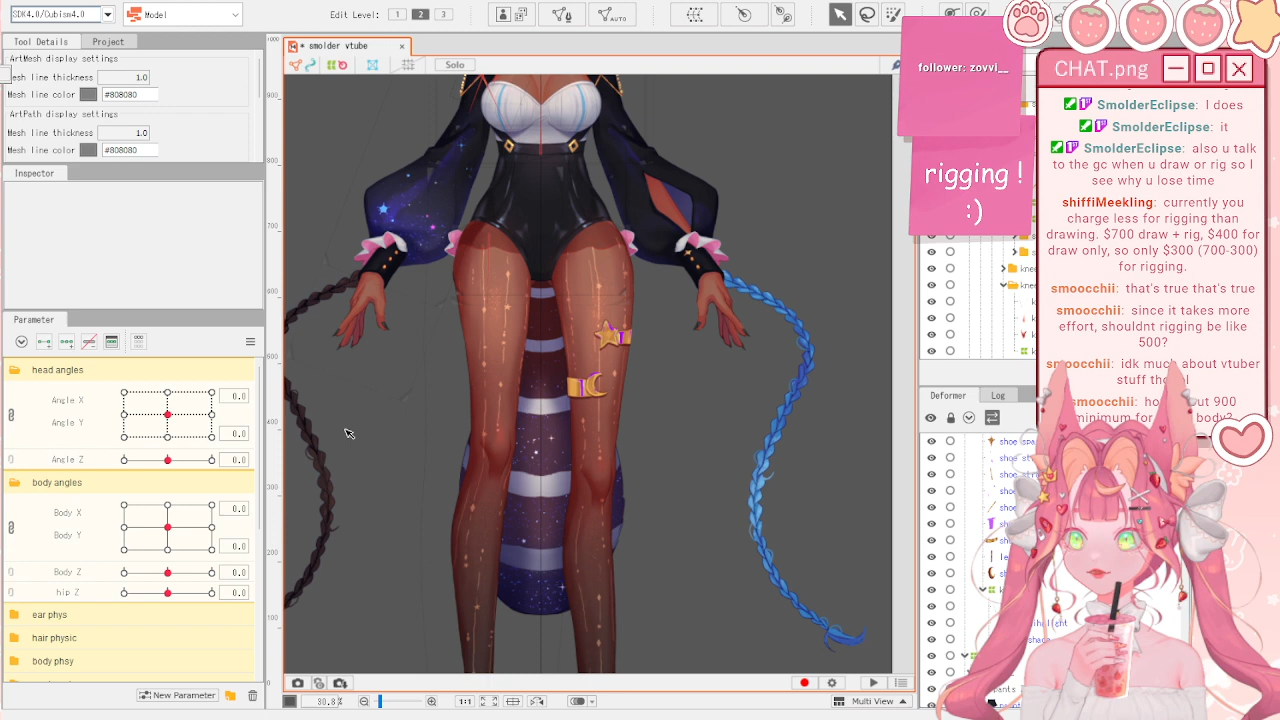 SDK4.0/Cubism4.0
Model
Edit Level:
1
2
3
AUTO
Tool Details
Project
ArtMesh display settings
Mesh line thickness
1.0
Mesh line color
#808080
ArtPath display settings
Mesh line thickness
1.0
Mesh line color
#808080
Inspector
* smolder vtube
Solo
Parameter
head angles
Angle X
0.0
Angle Y
0.0
Angle Z
0.0
body angles
Body X
0.0
Body Y
0.0
Body Z
0.0
hip Z
0.0
ear phys
hair physic
body phsy
New Parameter
1:1
Multi View
Deformer
Log
follower: zovvi__
rigging !
:)
CHAT.png
SmolderEclipse: I does
SmolderEclipse: it
SmolderEclipse: also u talk
to the gc when u draw or rig so I
see why u lose time
shiffiMeekling: currently you
charge less for rigging than
drawing. $700 draw + rig, $400 for
draw only, so only $300 (700-300)
for rigging.
smoocchii: that's true that's true
smoocchii: since it takes more
effort, shouldnt rigging be like
500?
smoocchii: idk much about vtuber